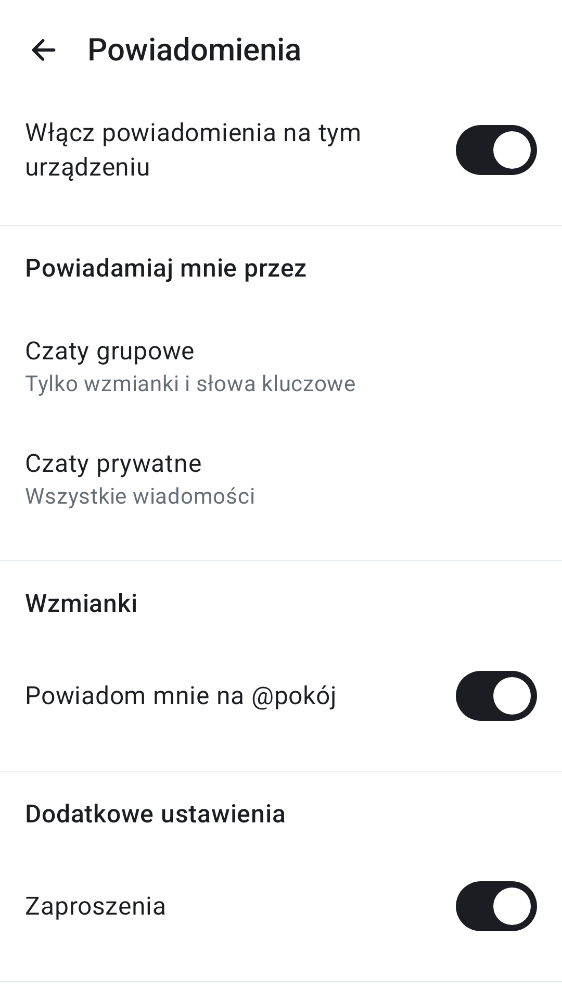 Powiadomienia
Włącz powiadomienia na tym
urządzeniu
Powiadamiaj mnie przez
Czaty grupowe
Tylko wzmianki i słowa kluczowe
Czaty prywatne
Wszystkie wiadomości
Wzmianki
Powiadom mnie na @pokój
Dodatkowe ustawienia
Zaproszenia